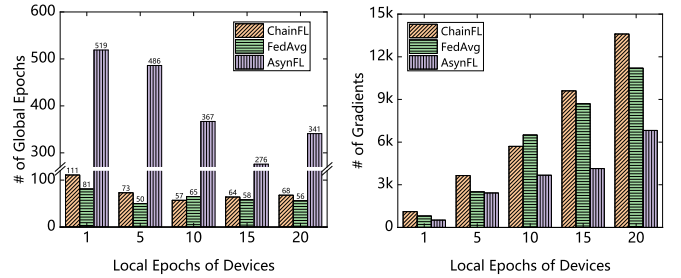 600
500
400
300
100
0
# of Global Epochs
ChainFL
FedAvg
AsynFL
519
486
367
276
341
111
81
73
50
57
65
64
58
68
56
1 5 10 15 20
Local Epochs of Devices
15k
12k
9k
6k
3k
0
# of Gradients
ChainFL
FedAvg
AsynFL
1 5 10 15 20
Local Epochs of Devices